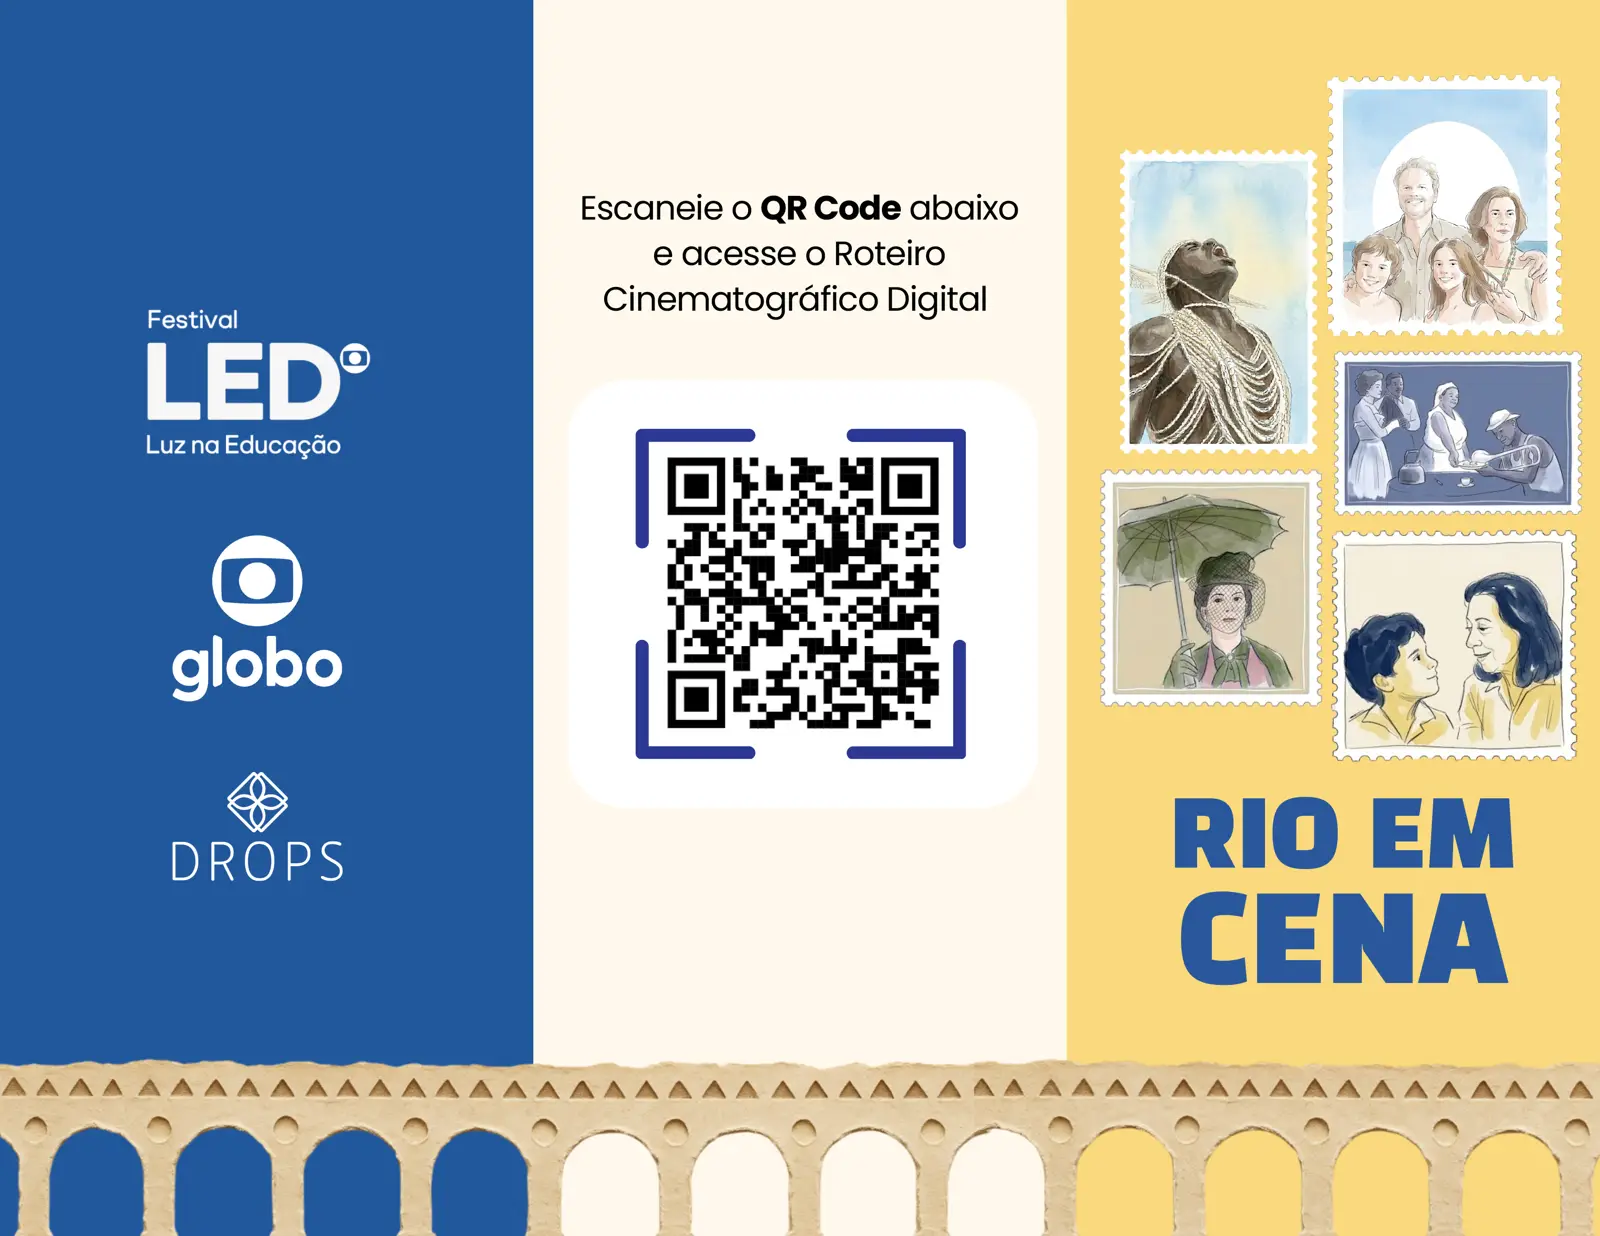 Festival
LED
Luz na Educação
globo
DROPS
Escaneie o QR Code abaixo
e acesse o Roteiro
Cinematográfico Digital
RIO EM
CENA